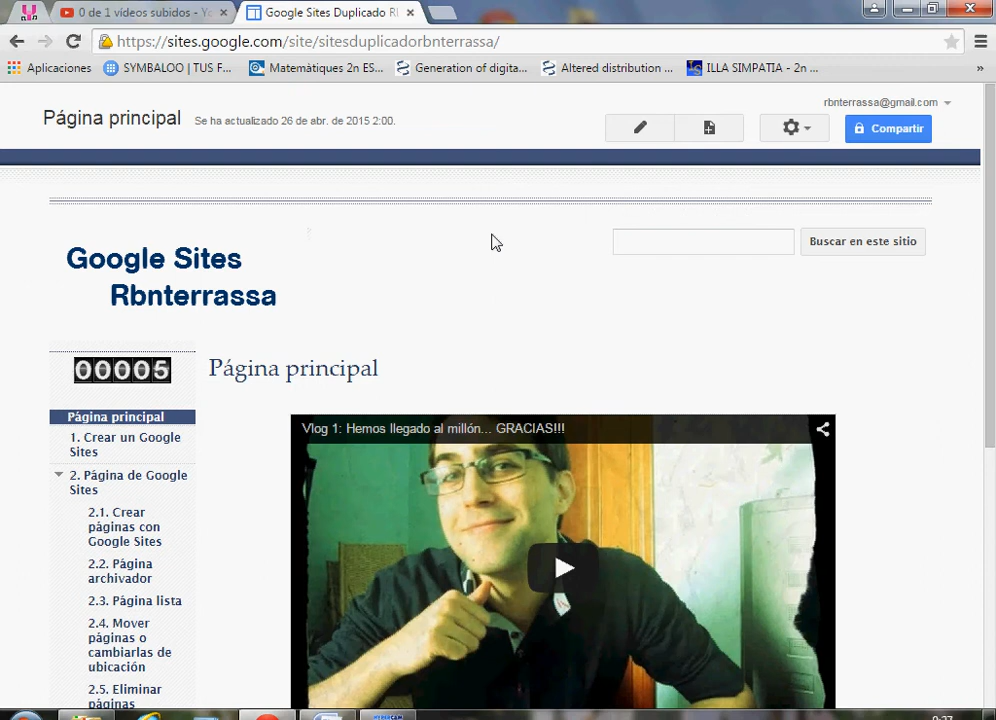 0 de 1 vídeos subidos - Yo
Google Sites Duplicado Rl
https://sites.google.com/site/sitesduplicadorbnterrassa/
Aplicaciones
SYMBALOO | TUS F...
Matemàtiques 2n ES...
Generation of digita...
Altered distribution ...
ILLA SIMPATIA - 2n ...
»
rbnterrassa@gmail.com
Página principal
Se ha actualizado 26 de abr. de 2015 2:00.
Compartir
Buscar en este sitio
Google Sites
Rbnterrassa
00005
Página principal
Página principal
1. Crear un Google
Sites
2. Página de Google
Sites
2.1. Crear
páginas con
Google Sites
2.2. Página
archivador
2.3. Página lista
2.4. Mover
páginas o
cambiarlas de
ubicación
2.5. Eliminar
páginas
Vlog 1: Hemos llegado al millón... GRACIAS!!!